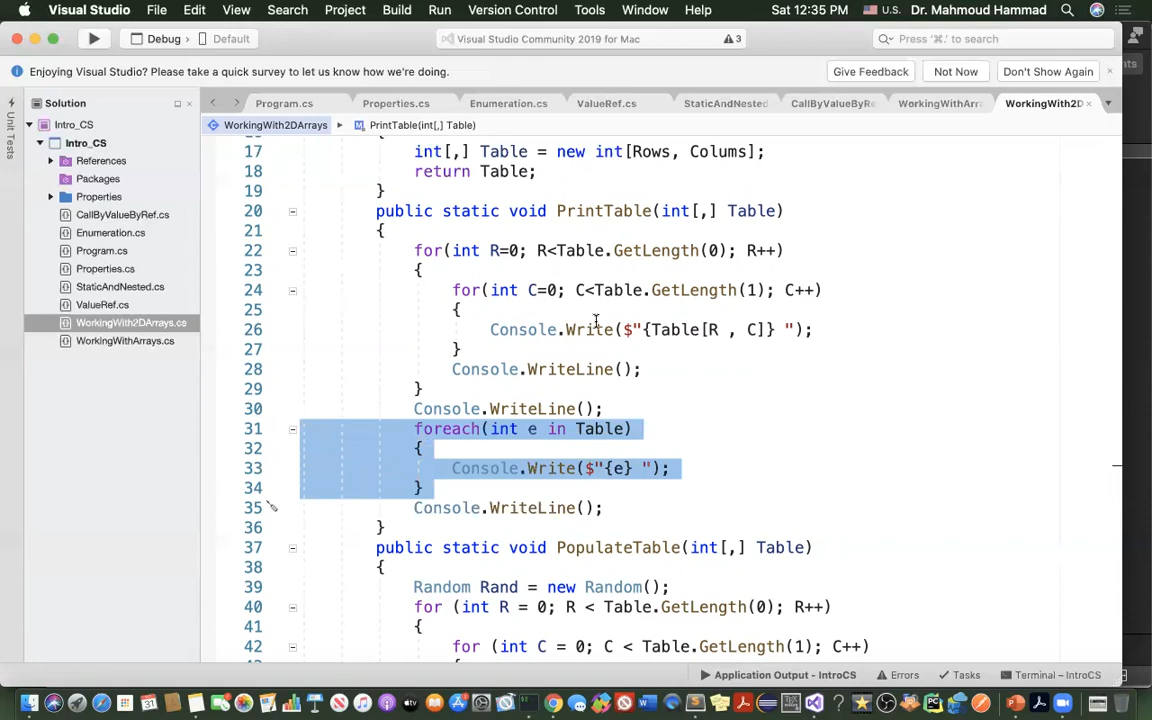 Visual Studio File Edit View Search Project Build Run Version Control Tools Window Help Sat 12:35 PM U.S. Dr. Mahmoud Hammad
Debug › Default Visual Studio Community 2019 for Mac 3 Press '⌘.' to search
Enjoying Visual Studio? Please take a quick survey to let us know how we're doing. Give Feedback Not Now Don't Show Again
Solution Program.cs Properties.cs Enumeration.cs ValueRef.cs StaticAndNested CallByValueByRe WorkingWithArra WorkingWith2D
Unit Tests
Intro_CS WorkingWith2DArrays PrintTable(int[,] Table)
Intro_CS
References
Packages
Properties
CallByValueByRef.cs
Enumeration.cs
Program.cs
Properties.cs
StaticAndNested.cs
ValueRef.cs
WorkingWith2DArrays.cs
WorkingWithArrays.cs
{
17 int[,] Table = new int[Rows, Colums];
18 return Table;
19 }
20 public static void PrintTable(int[,] Table)
21 {
22 for(int R=0; R<Table.GetLength(0); R++)
23 {
24 for(int C=0; C<Table.GetLength(1); C++)
25 {
26 Console.Write($"{Table[R , C]} ");
27 }
28 Console.WriteLine();
29 }
30 Console.WriteLine();
31 foreach(int e in Table)
32 {
33 Console.Write($"{e} ");
34 }
35 Console.WriteLine();
36 }
37 public static void PopulateTable(int[,] Table)
38 {
39 Random Rand = new Random();
40 for (int R = 0; R < Table.GetLength(0); R++)
41 {
42 for (int C = 0; C < Table.GetLength(1); C++)
Application Output - IntroCS Errors Tasks Terminal – IntroCS